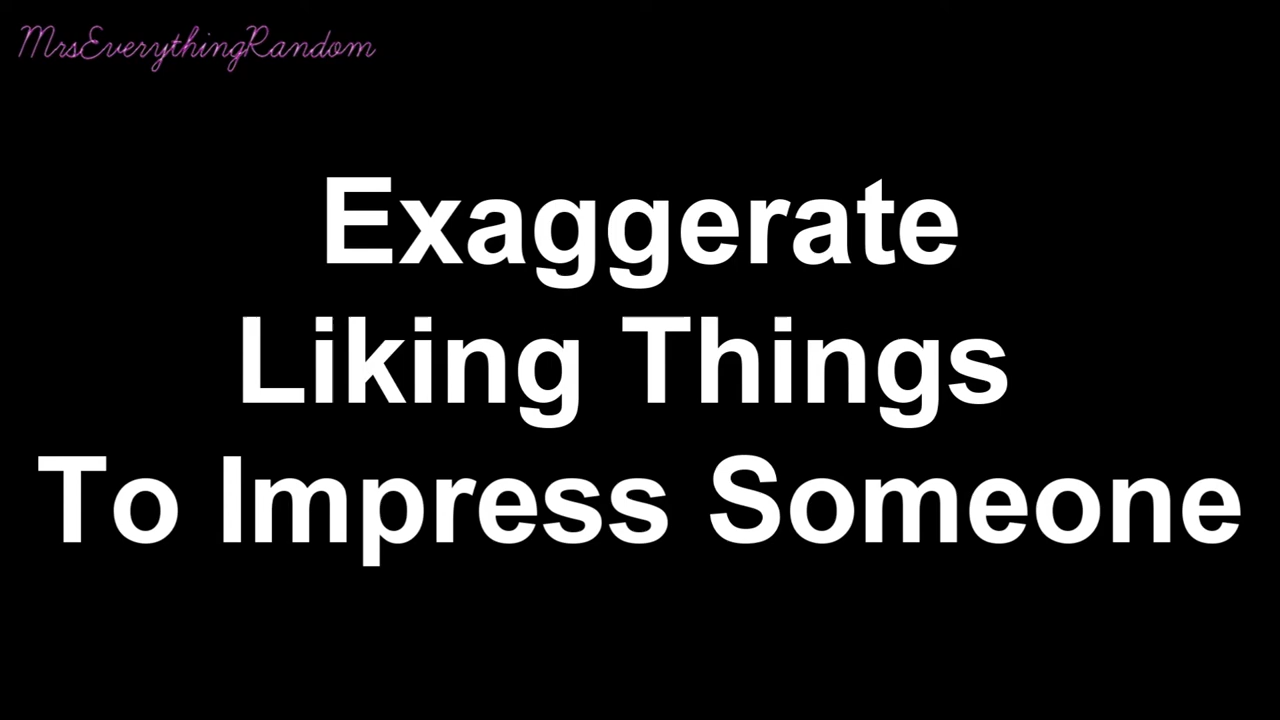 MrsEverythingRandom
Exaggerate
Liking Things
To Impress Someone